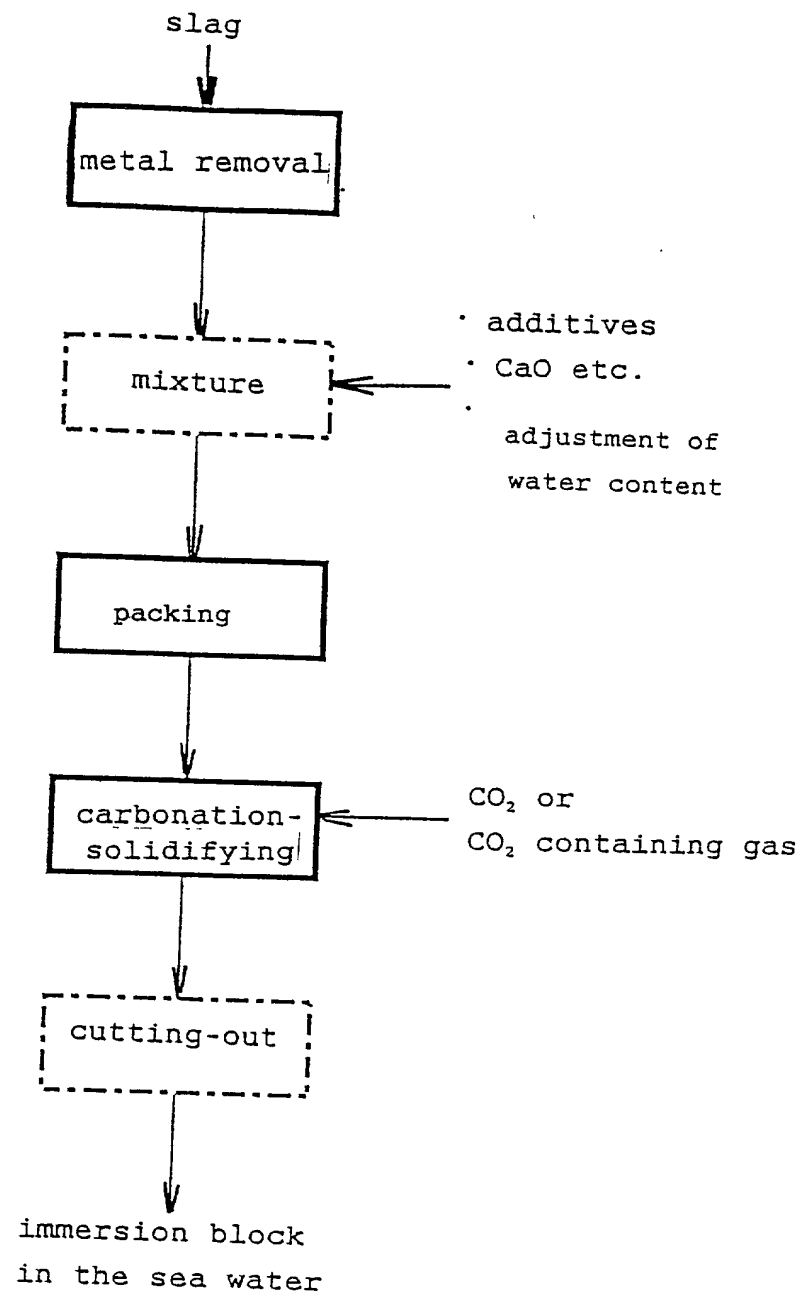 slag
metal removal
mixture
· additives
· CaO etc.
·
adjustment of
water content
packing
carbonation-
solidifying
CO₂ or
CO₂ containing gas
cutting-out
immersion block
in the sea water